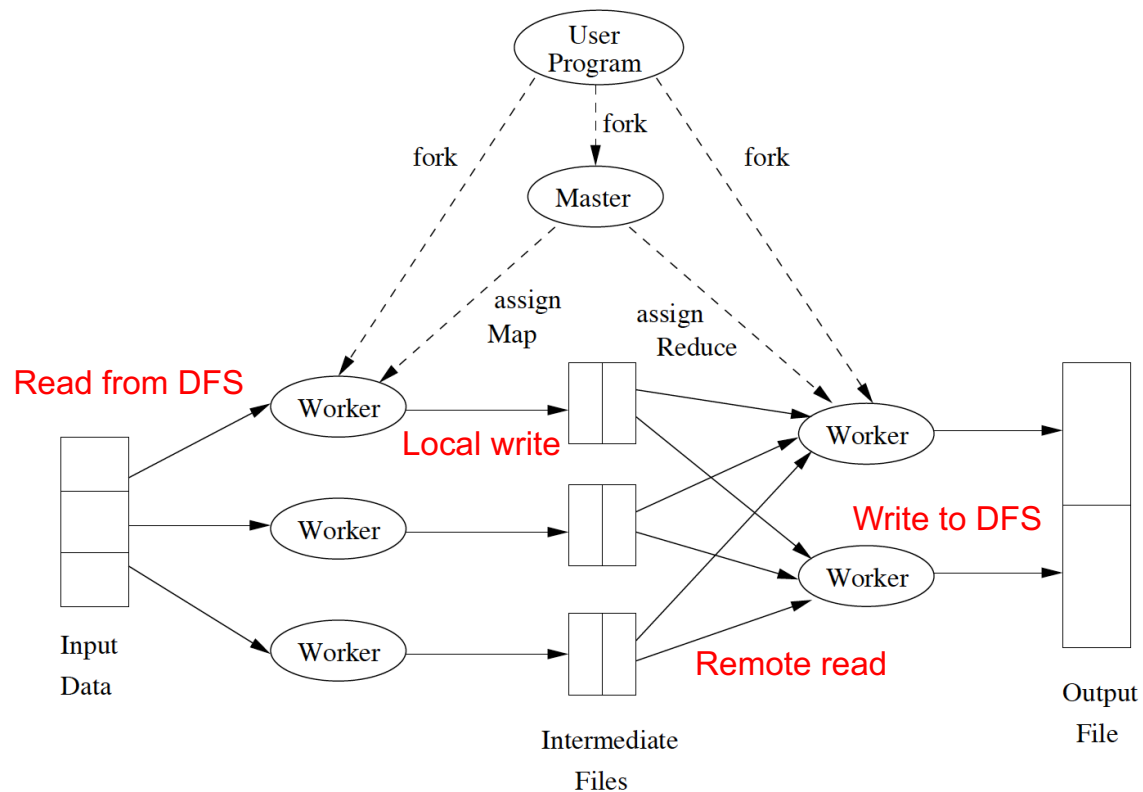 User
Program
fork
fork
fork
Master
assign
Map
assign
Reduce
Read from DFS
Worker
Local write
Worker
Worker
Write to DFS
Worker
Worker
Remote read
Input
Data
Intermediate
Files
Output
File